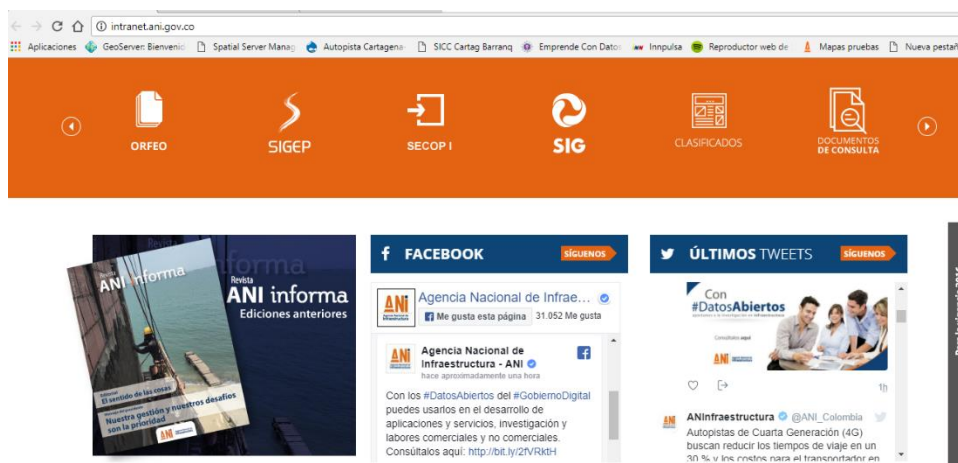 intranet.ani.gov.co
Aplicaciones GeoServer: Bienvenid Spatial Server Manag Autopista Cartagena- SICC Cartag Barranq Emprende Con Datos Innpulsa Reproductor web de Mapas pruebas Nueva pestañ
ORFEO SIGEP SECOP I SIG CLASIFICADOS DOCUMENTOS
DE CONSULTA
Revista
ANI informa
Revista
ANI informa
Ediciones anteriores
Editorial
El sentido de las cosas
Nuestra gestión y nuestros desafíos
son la prioridad
ANI
FACEBOOK SÍGUENOS
ANI Agencia Nacional de Infrae...
Me gusta esta página 31.052 Me gusta
ANI Agencia Nacional de
Infraestructura - ANI
hace aproximadamente una hora
Con los #DatosAbiertos del #GobiernoDigital
puedes usarlos en el desarrollo de
aplicaciones y servicios, investigación y
labores comerciales y no comerciales.
Consúltalos aquí: http://bit.ly/2fVRktH
ÚLTIMOS TWEETS SÍGUENOS
Con
#DatosAbiertos
Consúltalos aquí
ANI
1h
ANInfraestructura @ANI_Colombia
Autopistas de Cuarta Generación (4G)
buscan reducir los tiempos de viaje en un
30 % y los costos para el transportador en